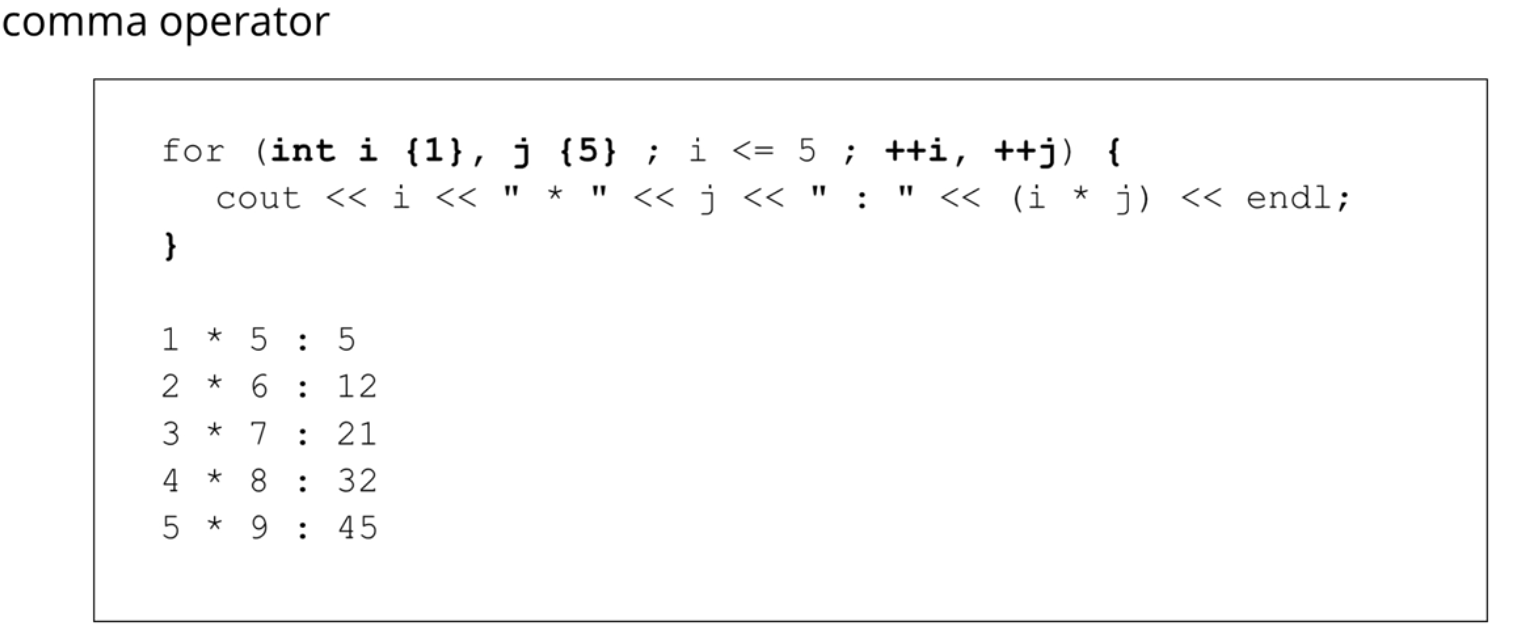 comma operator
for (int i {1}, j {5} ; i <= 5 ; ++i, ++j) {
cout << i << " * " << j << " : " << (i * j) << endl;
}
1 * 5 : 5
2 * 6 : 12
3 * 7 : 21
4 * 8 : 32
5 * 9 : 45